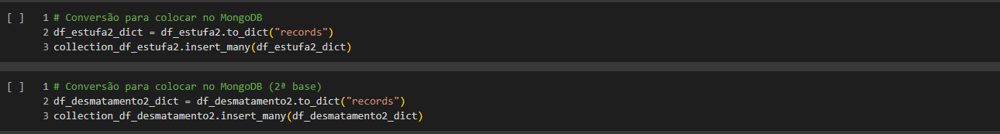 [ ] 1 # Conversão para colocar no MongoDB
2 df_estufa2_dict = df_estufa2.to_dict("records")
3 collection_df_estufa2.insert_many(df_estufa2_dict)
[ ] 1 # Conversão para colocar no MongoDB (2ª base)
2 df_desmatamento2_dict = df_desmatamento2.to_dict("records")
3 collection_df_desmatamento2.insert_many(df_desmatamento2_dict)